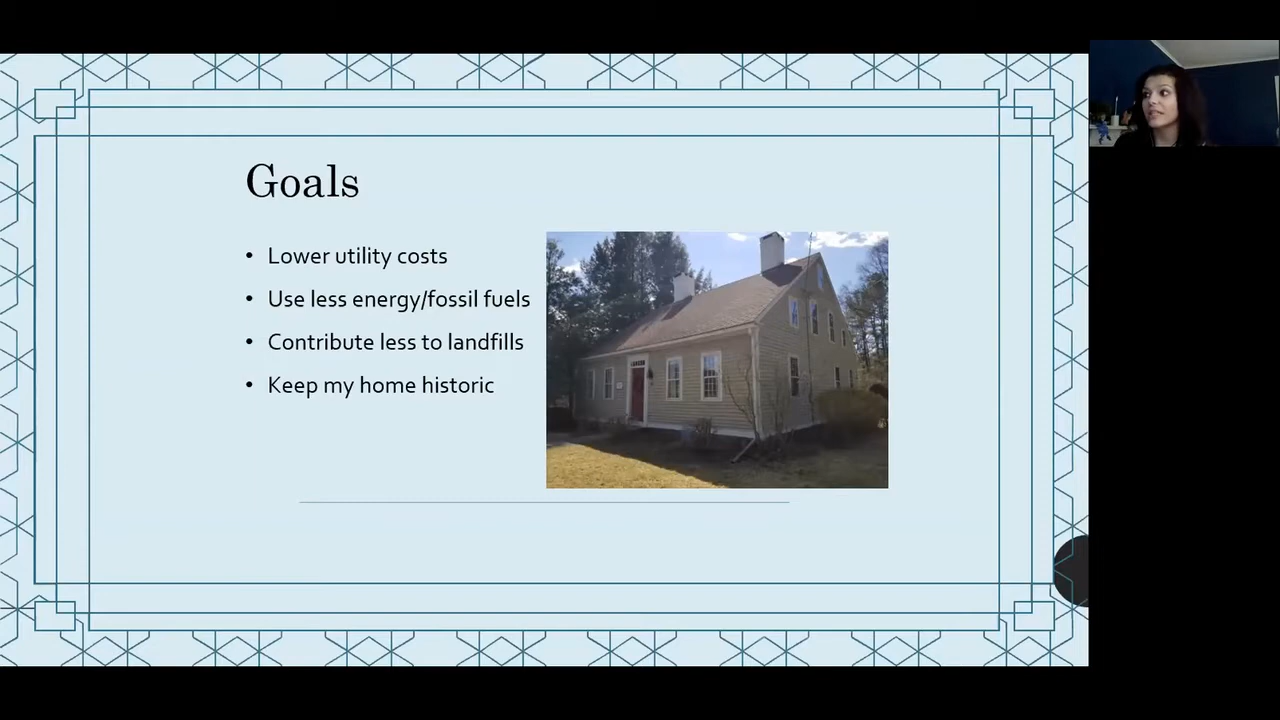 Goals
• Lower utility costs
• Use less energy/fossil fuels
• Contribute less to landfills
• Keep my home historic